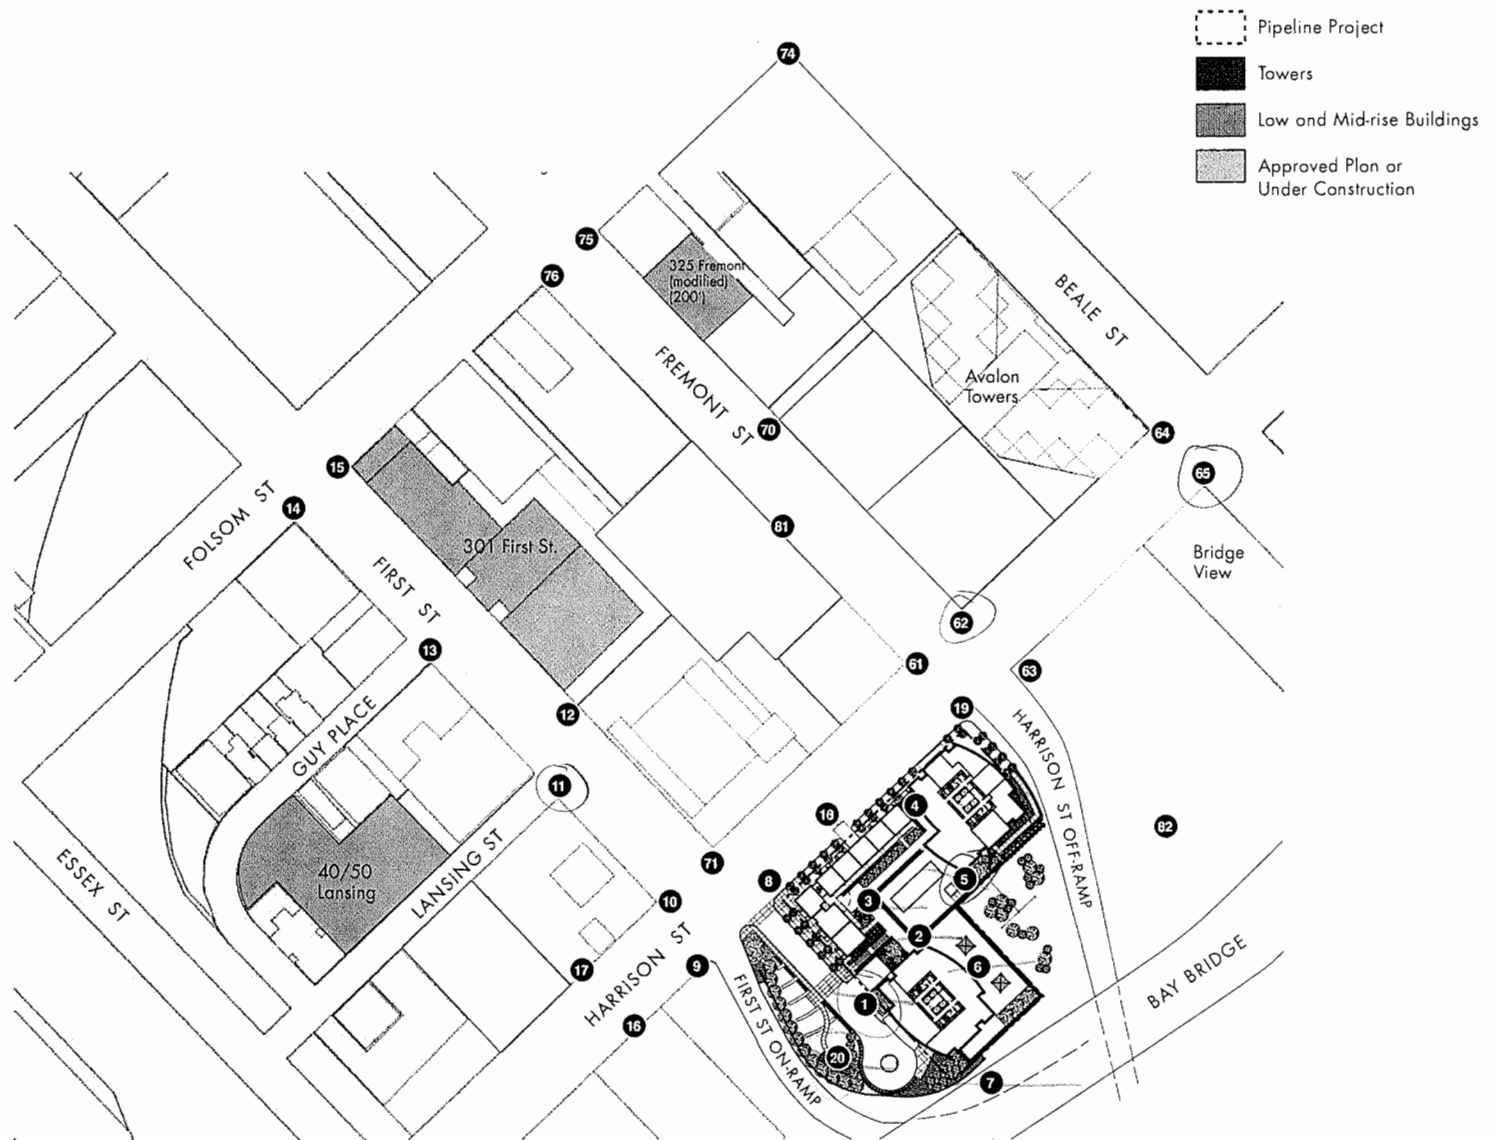 Pipeline Project
Towers
Low and Mid-rise Buildings
Approved Plan or
Under Construction
74
75
76
325 Fremont
(modified)
(200')
BEALE ST
FREMONT ST
Avalon
Towers
70
64
65
15
14
FOLSOM ST
FIRST ST
301 First St.
81
Bridge
View
62
61
63
13
12
GUY PLACE
19
HARRISON ST OFF-RAMP
11
4
18
82
71
8
5
40/50
Lansing
LANSING ST
ESSEX ST
10
3
2
17
HARRISON ST
9
6
BAY BRIDGE
FIRST ST ON-RAMP
1
16
20
7